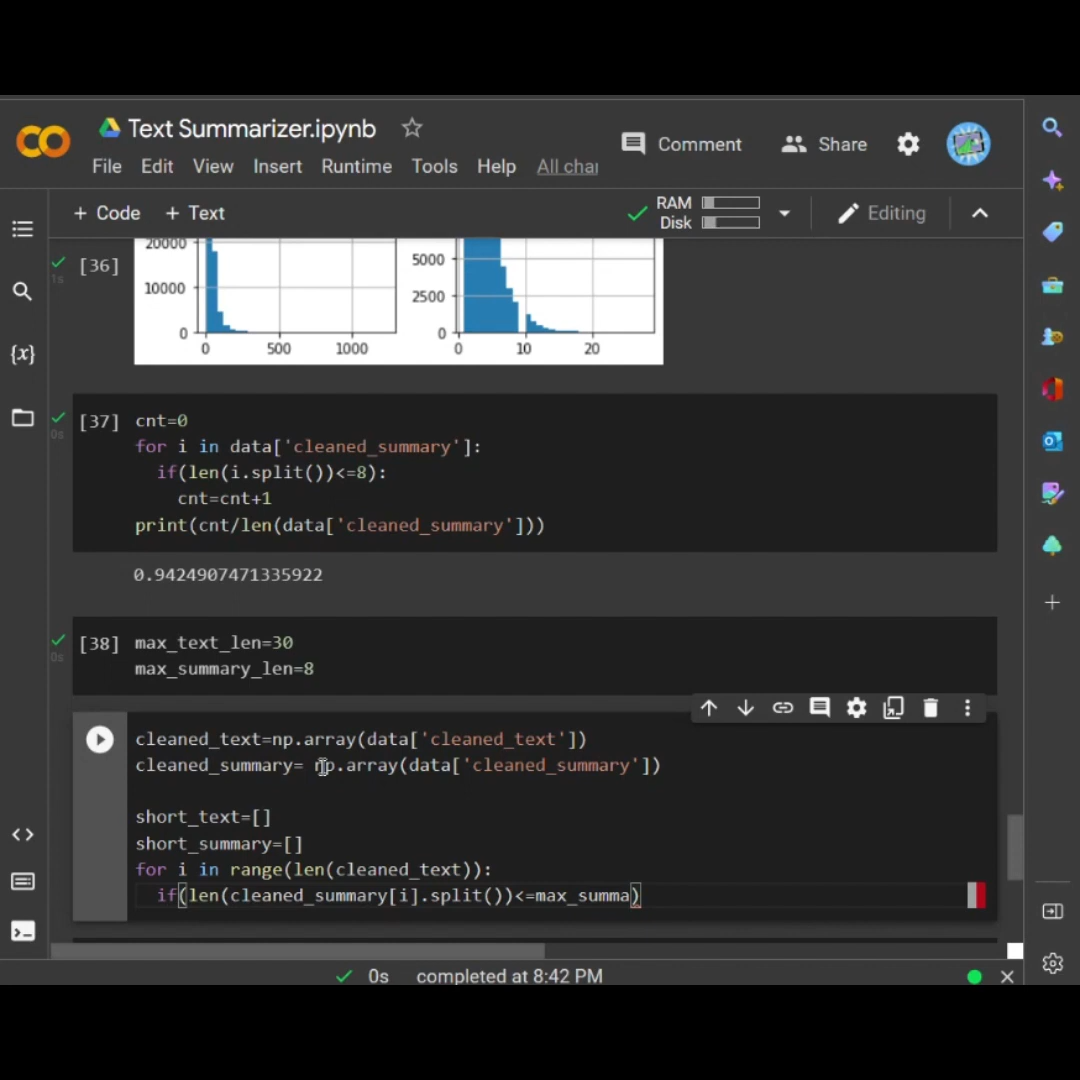 Text Summarizer.ipynb
Comment
Share
File Edit View Insert Runtime Tools Help All chan
+ Code + Text
RAM
Disk
Editing
[36]
1s
20000
10000
0
0 500 1000
5000
2500
0
0 10 20
[37]
0s
cnt=0
for i in data['cleaned_summary']:
if(len(i.split())<=8):
cnt=cnt+1
print(cnt/len(data['cleaned_summary']))
0.9424907471335922
[38]
0s
max_text_len=30
max_summary_len=8
cleaned_text=np.array(data['cleaned_text'])
cleaned_summary= np.array(data['cleaned_summary'])
short_text=[]
short_summary=[]
for i in range(len(cleaned_text)):
if(len(cleaned_summary[i].split())<=max_summa)
0s completed at 8:42 PM